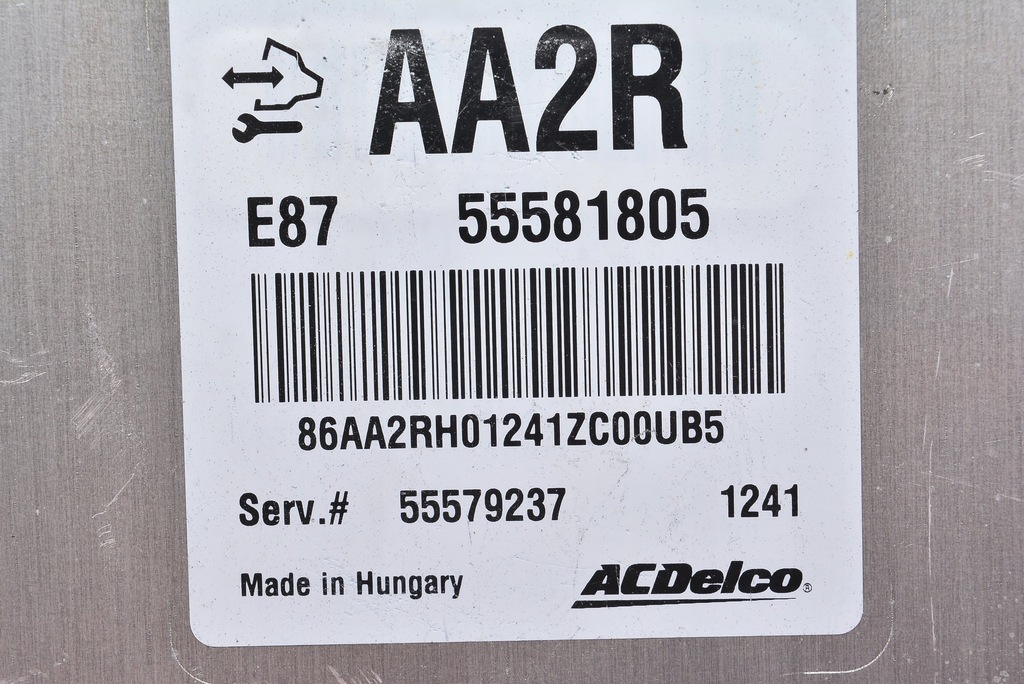 AA2R
E87 55581805
86AA2RH01241ZC00UB5
Serv.# 55579237 1241
Made in Hungary ACDelco®